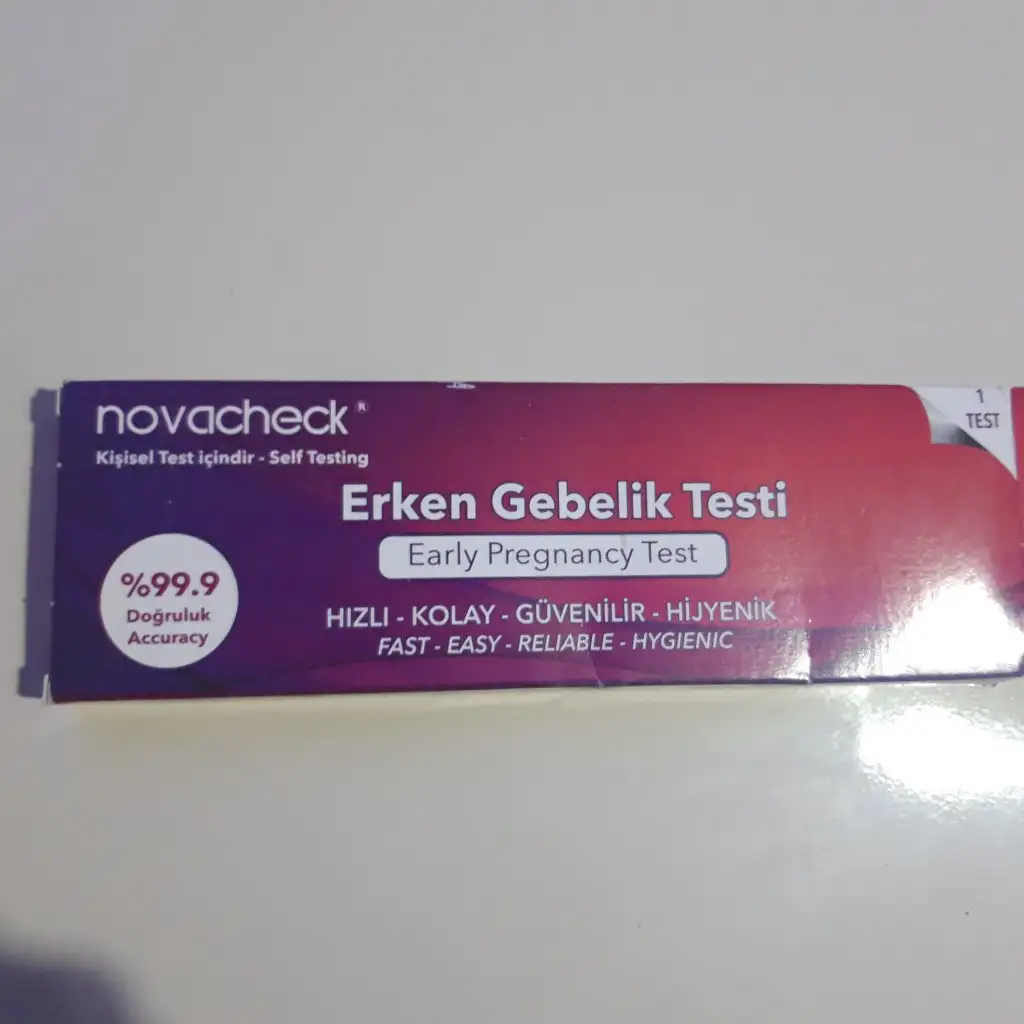 novacheck®
Kişisel Test içindir - Self Testing
1
TEST
Erken Gebelik Testi
Early Pregnancy Test
%99.9
Doğruluk
Accuracy
HIZLI - KOLAY - GÜVENİLİR - HİJYENİK
FAST - EASY - RELIABLE - HYGIENIC